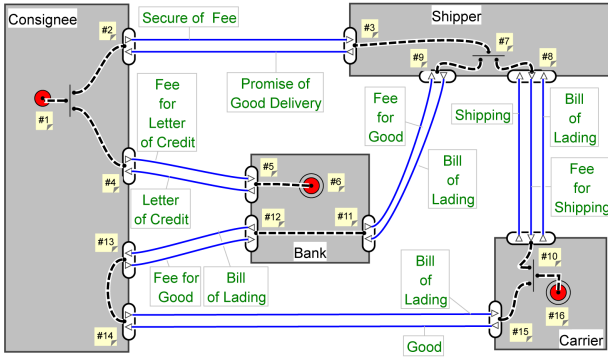 Consignee
#2
Secure of Fee
#3
Shipper
#7
#9
#8
Promise of
Good Delivery
#1
Fee
for
Letter
of Credit
Fee
for
Good
Shipping
Bill
of
Lading
#4
#5
#6
Bill
of
Lading
Fee
for
Shipping
Letter
of Credit
#12
#11
#13
Bank
Fee for
Good
Bill
of Lading
Bill
of
Lading
#10
#14
Good
#15
#16
Carrier